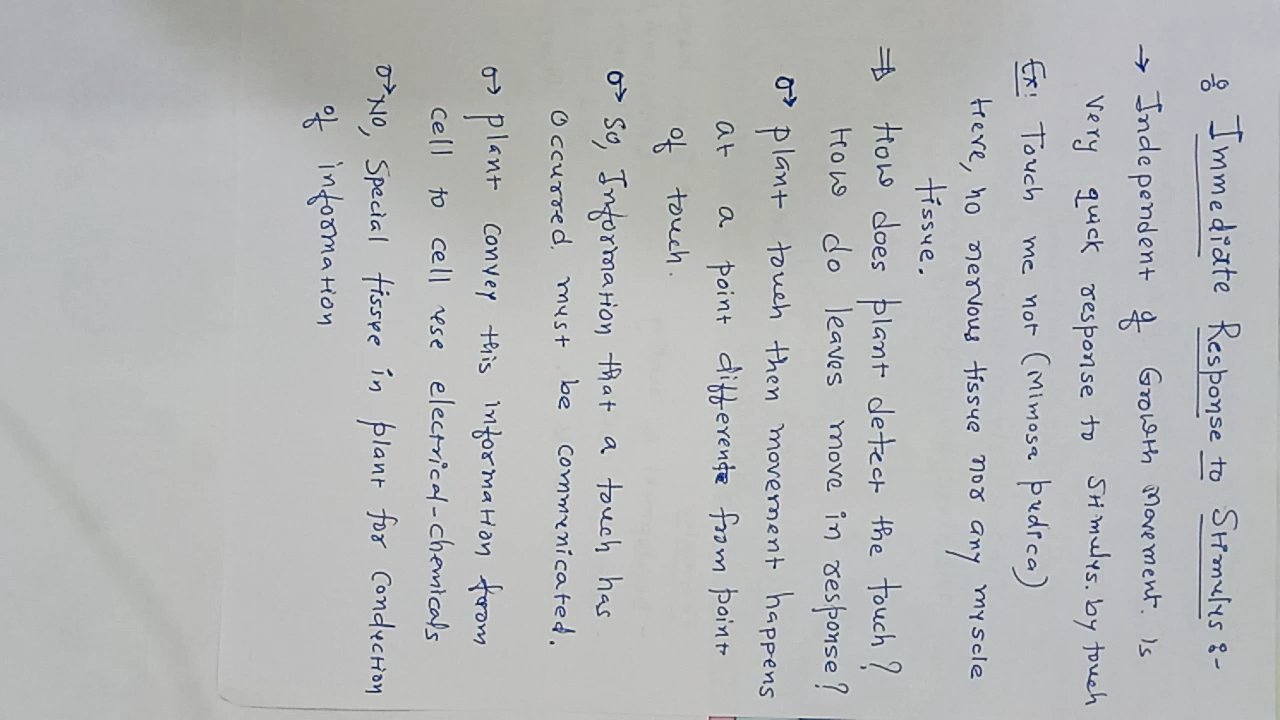 ꝸ Immediate Response to Stimulus :-
→ Independent of Growth movement. is
very quick response to Stimulus. by touch
Ex: Touch me not (Mimosa pudica)
Here, no nervous tissue nor any muscle
tissue.
⇒ How does plant detect the touch?
How do leaves move in response?
→ plant touch then movement happens
at a point different from point
of touch.
→ So, Information that a touch has
occurred must be communicated.
→ plant convey this information from
cell to cell use electrical-chemicals
→ No, special tissue in plant for conduction
of information